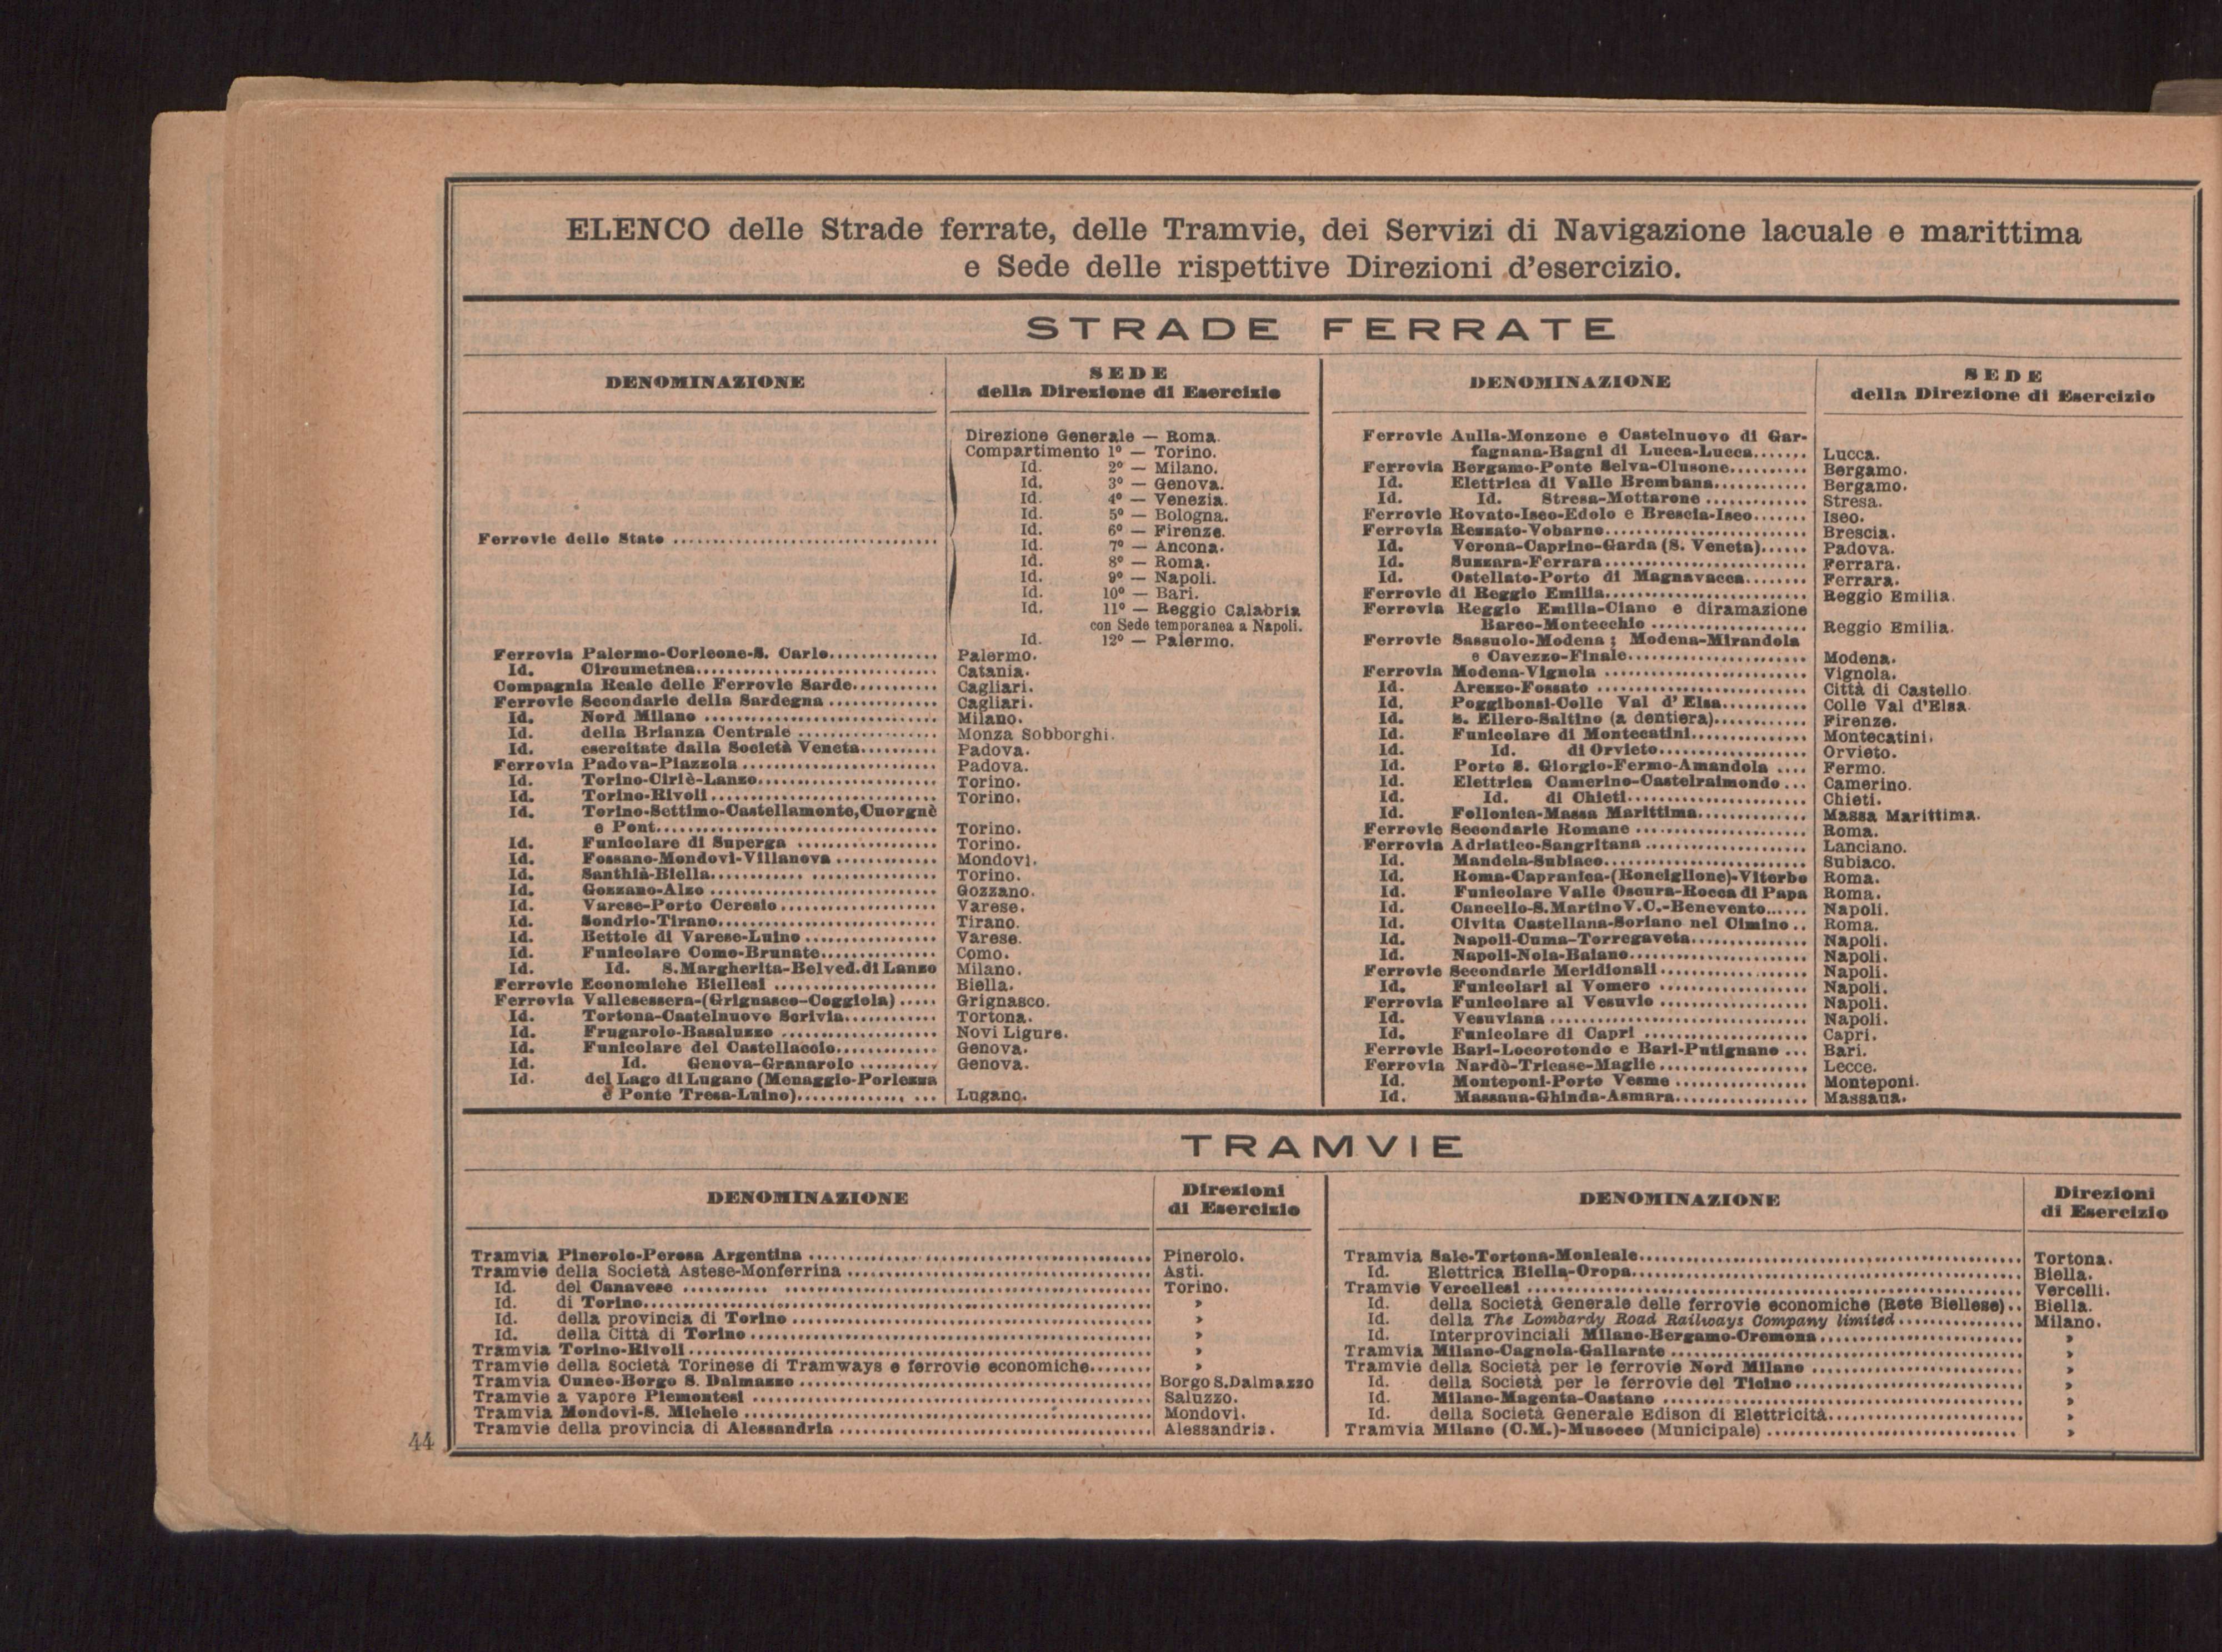 ELENCO delle Strade ferrate, delle Tramvie, dei Servizi di Navigazione lacuale e marittima
e Sede delle rispettive Direzioni d'esercizio.
STRADE FERRATE
DENOMINAZIONE
SEDE
della Direzione di Esercizio
Ferrovie dello Stato ..............................
Direzione Generale — Roma.
Compartimento 1º — Torino.
Id. 2º — Milano.
Id. 3º — Genova.
Id. 4º — Venezia.
Id. 5º — Bologna.
Id. 6º — Firenze.
Id. 7º — Ancona.
Id. 8º — Roma.
Id. 9º — Napoli.
Id. 10º — Bari.
Id. 11º — Reggio Calabria
con Sede temporanea a Napoli.
Id. 12º — Palermo.
Ferrovia Palermo-Corleone-S. Carlo............. Palermo.
Id. Circumetnea............................. Catania.
Compagnia Reale delle Ferrovie Sarde.......... Cagliari.
Ferrovie Secondarie della Sardegna ............. Cagliari.
Id. Nord Milano ............................ Milano.
Id. della Brianza Centrale ................. Monza Sobborghi.
Id. esercitate dalla Società Veneta.......... Padova.
Ferrovia Padova-Piazzola........................ Padova.
Id. Torino-Ciriè-Lanzo...................... Torino.
Id. Torino-Rivoli........................... Torino.
Id. Torino-Settimo-Castellamonte, Cuorgnè
e Pont.................................. Torino.
Id. Funicolare di Superga ................. Torino.
Id. Fossano-Mondovì-Villanova ............. Mondovì.
Id. Santhià-Biella........... ............... Torino.
Id. Gozzano-Alzo ........................... Gozzano.
Id. Varese-Porto Ceresio................... Varese.
Id. Sondrio-Tirano.......................... Tirano.
Id. Bettole di Varese-Luino ................ Varese.
Id. Funicolare Como-Brunate............... Como.
Id. Id. S.Margherita-Belved.di Lanzo Milano.
Ferrovie Economiche Biellesi .................... Biella.
Ferrovia Vallesessera-(Grignasco-Coggiola) ..... Grignasco.
Id. Tortona-Castelnuovo Scrivia............ Tortona.
Id. Frugarolo-Basaluzzo ................... Novi Ligure.
Id. Funicolare del Castellaccio............. Genova.
Id. Id. Genova-Granarolo .......... Genova.
Id. del Lago di Lugano (Menaggio-Porlezza
e Ponte Tresa-Luino)............. ... Lugano.
DENOMINAZIONE
SEDE
della Direzione di Esercizio
Ferrovie Aulla-Monzone e Castelnuovo di Gar-
fagnana-Bagni di Lucca-Lucca....... Lucca.
Ferrovia Bergamo-Ponte Selva-Clusone.......... Bergamo.
Id. Elettrica di Valle Brembana............ Bergamo.
Id. Id. Stresa-Mottarone ............. Stresa.
Ferrovie Rovato-Iseo-Edolo e Brescia-Iseo....... Iseo.
Ferrovia Rezzato-Vobarno......................... Brescia.
Id. Verona-Caprino-Garda (S. Veneta)...... Padova.
Id. Suzzara-Ferrara......................... Ferrara.
Id. Ostellato-Porto di Magnavacca........ Ferrara.
Ferrovie di Reggio Emilia......................... Reggio Emilia.
Ferrovia Reggio Emilia-Ciano e diramazione
Barco-Montecchio ................... Reggio Emilia.
Ferrovie Sassuolo-Modena; Modena-Mirandola
e Cavezzo-Finale...................... Modena.
Ferrovia Modena-Vignola ......................... Vignola.
Id. Arezzo-Fossato .......................... Città di Castello.
Id. Poggibonsi-Colle Val d'Elsa........... Colle Val d'Elsa.
Id. S. Ellero-Saltino (a dentiera)............ Firenze.
Id. Funicolare di Montecatini.............. Montecatini.
Id. Id. di Orvieto.................. Orvieto.
Id. Porto S. Giorgio-Fermo-Amandola .... Fermo.
Id. Elettrica Camerino-Castelraimondo... Camerino.
Id. Id. di Chieti...................... Chieti.
Id. Follonica-Massa Marittima............. Massa Marittima.
Ferrovie Secondarie Romane ..................... Roma.
Ferrovia Adriatico-Sangritana .................... Lanciano.
Id. Mandela-Subiaco......................... Subiaco.
Id. Roma-Capranica-(Ronciglione)-Viterbo Roma.
Id. Funicolare Valle Oscura-Rocca di Papa Roma.
Id. Cancello-S.Martino V.C.-Benevento...... Napoli.
Id. Civita Castellana-Soriano nel Cimino.. Roma.
Id. Napoli-Cuma-Torregaveta.............. Napoli.
Id. Napoli-Nola-Baiano...................... Napoli.
Ferrovie Secondarie Meridionali .................. Napoli.
Id. Funicolari al Vomero .................. Napoli.
Ferrovia Funicolare al Vesuvio .................. Napoli.
Id. Vesuviana ................................ Napoli.
Id. Funicolare di Capri .................... Capri.
Ferrovie Bari-Locorotondo e Bari-Putignano ... Bari.
Ferrovie Nardò-Tricase-Maglie.................. Lecce.
Id. Monteponi-Porto Vesme ................ Monteponi.
Id. Massaua-Ghinda-Asmara................ Massaua.
TRAMVIE
DENOMINAZIONE
Direzioni
di Esercizio
Tramvia Pinerolo-Perosa Argentina ........................................... Pinerolo.
Tramvie della Società Astese-Monferrina ...................................... Asti.
Id. del Canavese ........... .............................................. Torino.
Id. di Torino................................................................ »
Id. della provincia di Torino ............................................. »
Id. della Città di Torino .................................................. »
Tramvia Torino-Rivoli.......................................................... »
Tramvie della Società Torinese di Tramways e ferrovie economiche........ »
Tramvia Cuneo-Borgo S. Dalmazzo ............................................ Borgo S.Dalmazzo
Tramvie a vapore Piemontesi .................................................. Saluzzo.
Tramvia Mondovì-S. Michele ................................................... Mondovì.
Tramvie della provincia di Alessandria ....................................... Alessandria.
DENOMINAZIONE
Direzioni
di Esercizio
Tramvia Sale-Tortona-Monleale................................................ Tortona.
Id. Elettrica Biella-Oropa................................................. Biella.
Tramvie Vercellesi .............................................................. Vercelli.
Id. della Società Generale delle ferrovie economiche (Rete Biellese).. Biella.
Id. della The Lombardy Road Railways Company limited................ Milano.
Id. Interprovinciali Milano-Bergamo-Cremona.......................... »
Tramvia Milano-Cagnola-Gallarate ............................................ »
Tramvie della Società per le ferrovie Nord Milano ........................... »
Id. della Società per le ferrovie del Ticino............................. »
Id. Milano-Magenta-Castano ............................................. »
Id. della Società Generale Edison di Elettricità......................... »
Tramvia Milano (C.M.)-Musocco (Municipale) ................................ »
44